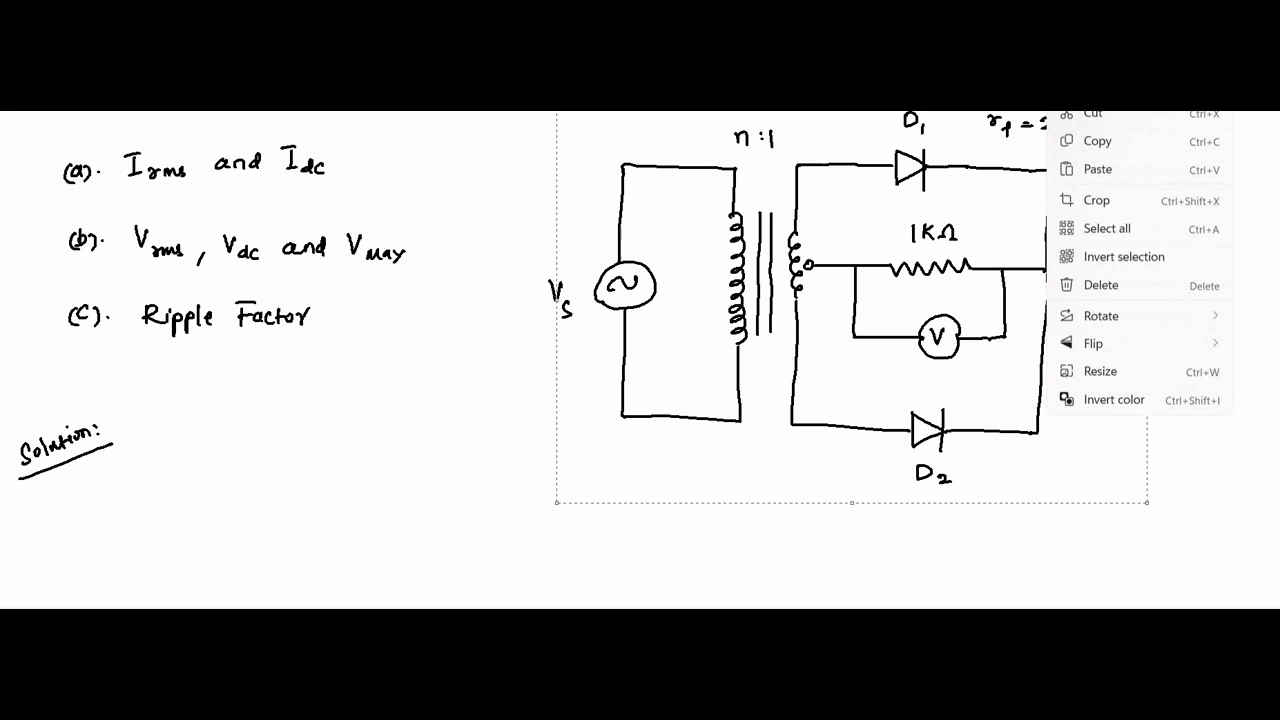 (a). Irms and Idc
(b). Vrms, Vdc and VMax
(c). Ripple Factor
Solution:
n:1
Vs
D1
1KΩ
V
D2
Cut Ctrl+X
Copy Ctrl+C
Paste Ctrl+V
Crop Ctrl+Shift+X
Select all Ctrl+A
Invert selection
Delete Delete
Rotate
Flip
Resize Ctrl+W
Invert color Ctrl+Shift+I